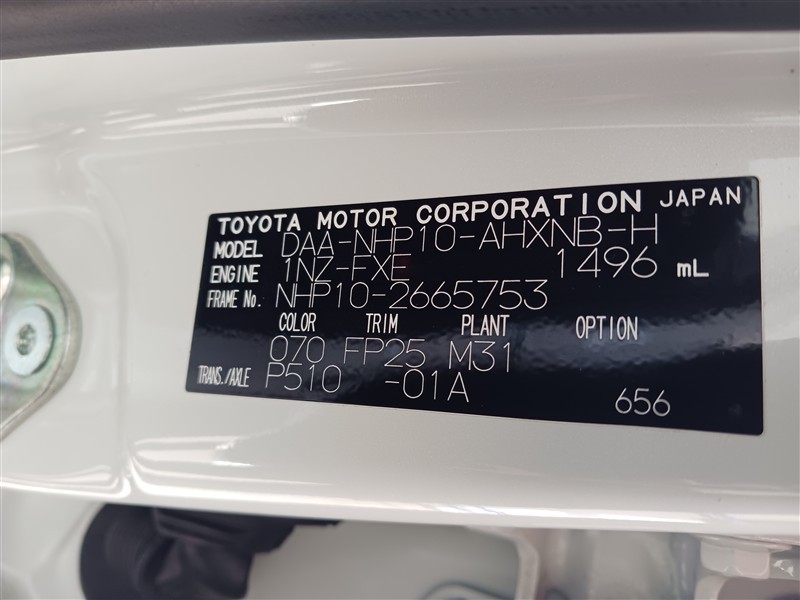 TOYOTA MOTOR CORPORATION JAPAN
MODEL DAA-NHP10-AHXNB-H
ENGINE 1NZ-FXE 1496 mL
FRAME No. NHP10-2665753
COLOR TRIM PLANT OPTION
070 FP25 M31
TRANS./AXLE P510 -01A
656